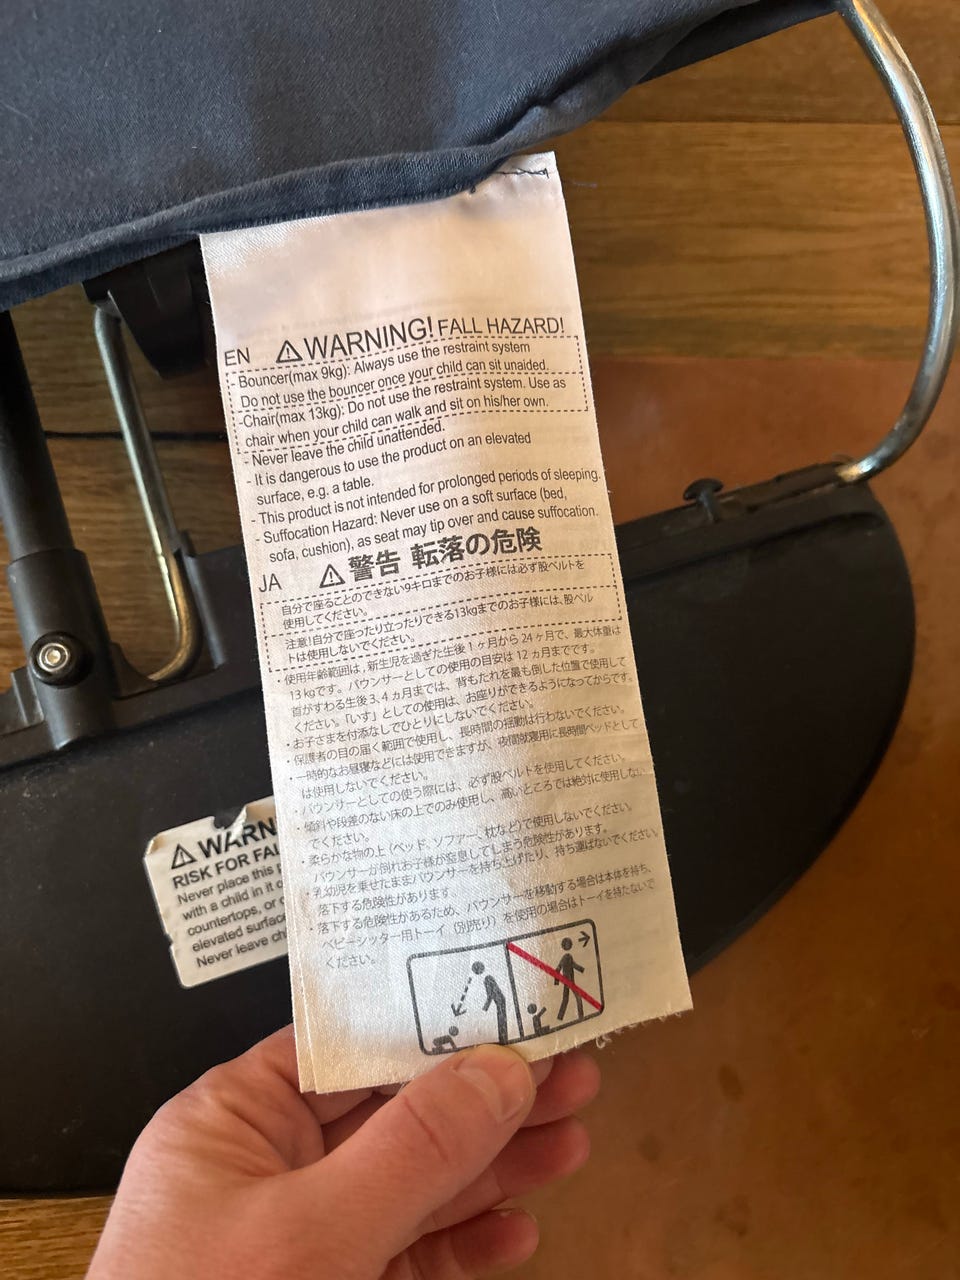 EN ⚠ WARNING! FALL HAZARD!
- Bouncer(max 9kg): Always use the restraint system
Do not use the bouncer once your child can sit unaided.
-Chair(max 13kg): Do not use the restraint system. Use as
chair when your child can walk and sit on his/her own.
- Never leave the child unattended.
- It is dangerous to use the product on an elevated
surface, e.g. a table.
- This product is not intended for prolonged periods of sleeping.
- Suffocation Hazard: Never use on a soft surface (bed,
sofa, cushion), as seat may tip over and cause suffocation.
JA ⚠ 警告 転落の危険
自分で座ることのできない9キロまでのお子様には必ず股ベルトを
使用してください。
注意!自分で座ったり立ったりできる13kgまでのお子様には、股ベル
トは使用しないでください。
・使用年齢範囲は、新生児を過ぎた生後1ヶ月から24ヶ月で、最大体重は
13kgです。バウンサーとしての使用の目安は12ヵ月までです。
首がすわる生後3、4ヵ月までは、背もたれを最も倒した位置で使用して
ください。「いす」としての使用は、お座りができるようになってからです。
・お子さまを付添なしでひとりにしないでください。
・保護者の目の届く範囲で使用し、長時間の揺動は行わないでください。
・一時的なお昼寝などには使用できますが、夜間就寝用に長時間ベッドとして
は使用しないでください。
・バウンサーとしての使う際には、必ず股ベルトを使用してください。
・傾斜や段差のない床の上でのみ使用し、高いところでは絶対に使用しない
でください。
・柔らかな物の上(ベッド、ソファー、枕など)で使用しないでください。
バウンサーが倒れお子様が窒息してしまう危険性があります。
・乳幼児を乗せたままバウンサーを持ち上げたり、持ち運ばないでください。
落下する危険性があります
・落下する危険性があるため、バウンサーを移動する場合は本体を持ち、
ベビーシッター用トーイ(別売り)を使用の場合はトーイを持たないで
ください。
⚠ WARN
RISK FOR FAL
Never place this
with a child in it
countertops, or
elevated surfac
Never leave ch